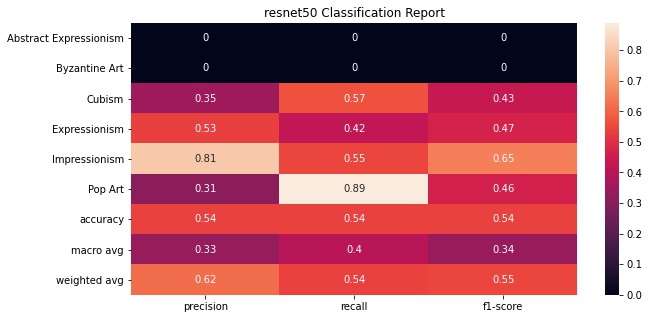 resnet50 Classification Report
Abstract Expressionism 0 0 0
Byzantine Art 0 0 0
Cubism 0.35 0.57 0.43
Expressionism 0.53 0.42 0.47
Impressionism 0.81 0.55 0.65
Pop Art 0.31 0.89 0.46
accuracy 0.54 0.54 0.54
macro avg 0.33 0.4 0.34
weighted avg 0.62 0.54 0.55
precision recall f1-score
0.8
0.7
0.6
0.5
0.4
0.3
0.2
0.1
0.0